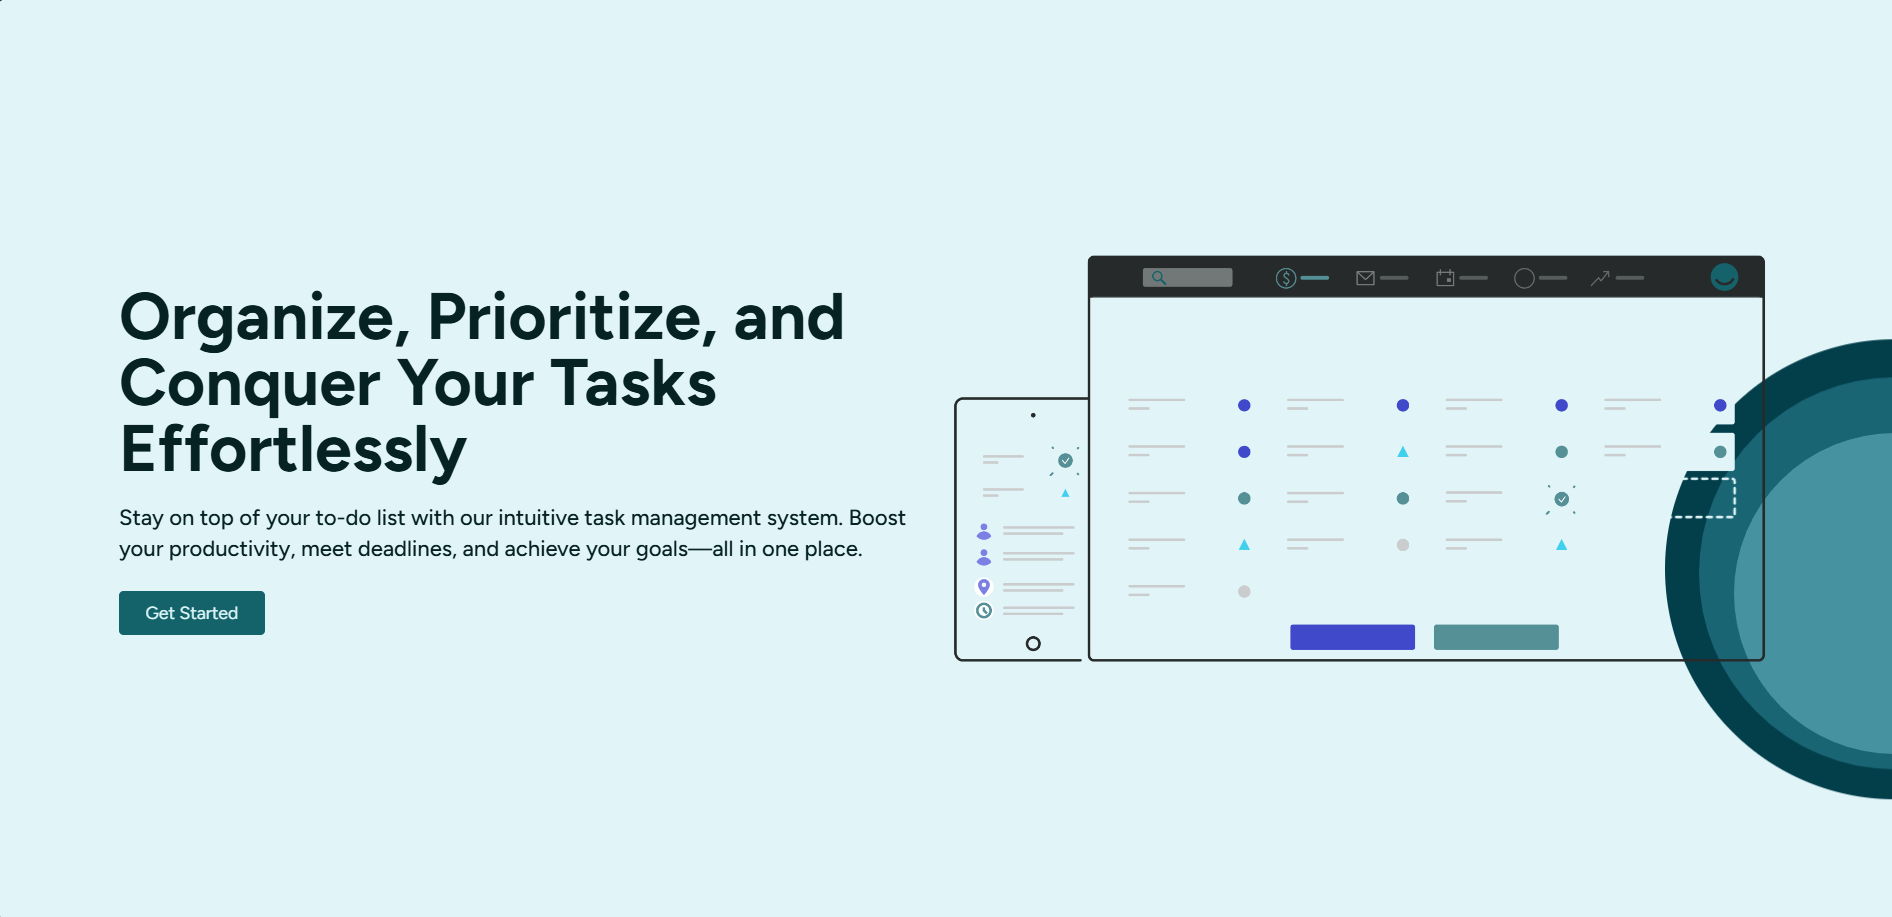 Organize, Prioritize, and
Conquer Your Tasks
Effortlessly
Stay on top of your to-do list with our intuitive task management system. Boost
your productivity, meet deadlines, and achieve your goals—all in one place.
Get Started